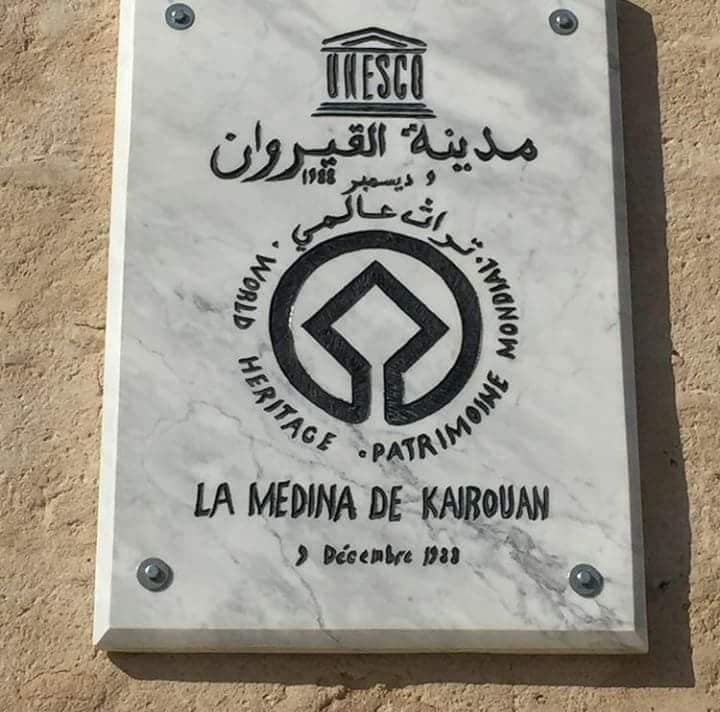 UNESCO
مدينة القيروان
9 ديسمبر 1988
تراث عالمي
WORLD HERITAGE • PATRIMOINE MONDIAL
LA MEDINA DE KAIROUAN
9 Décembre 1988